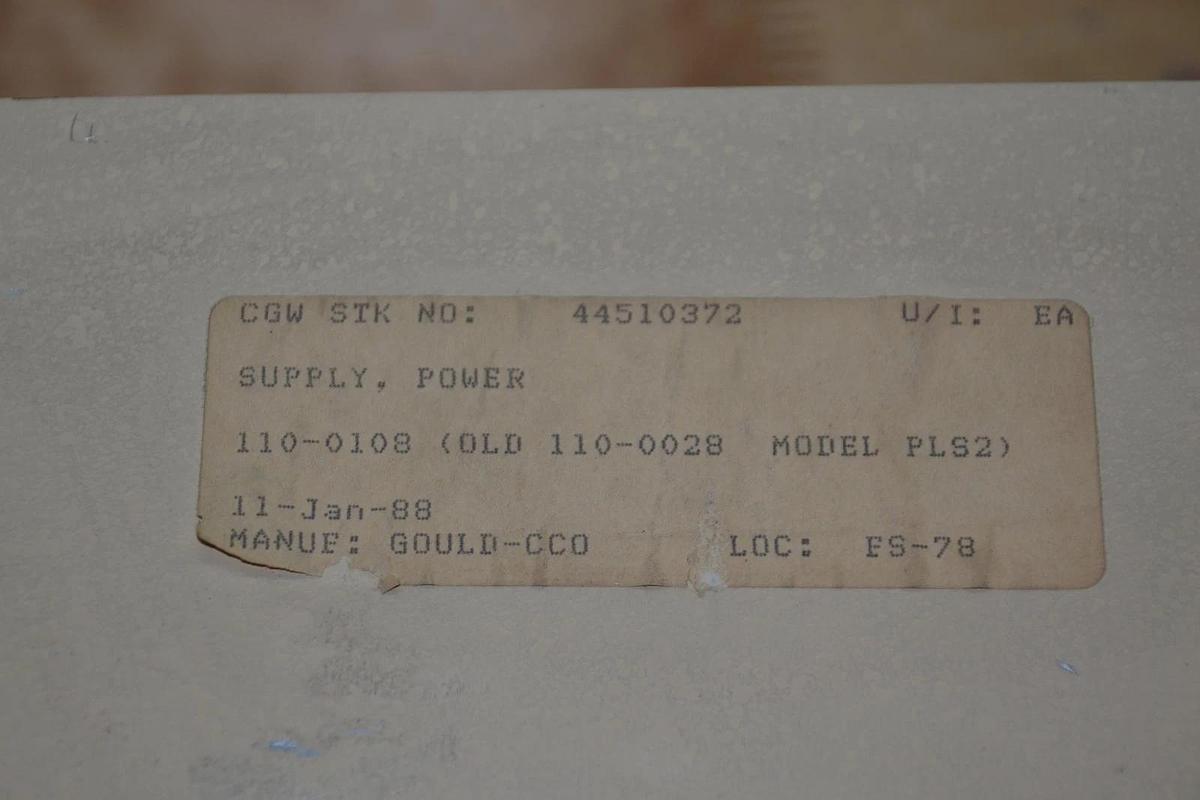 CGW STK NO: 44510372 U/I: EA
SUPPLY, POWER
110-0108 (OLD 110-0028 MODEL PLS2)
11-Jan-88
MANUF: GOULD-CCO LOC: FS-78